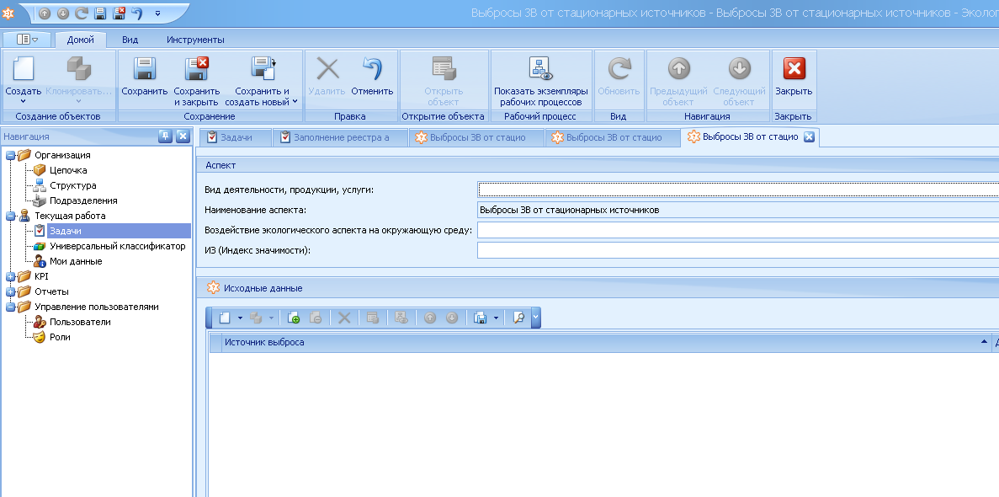 Выбросы ЗВ от стационарных источников - Выбросы ЗВ от стационарных источников - Эколог
Домой Вид Инструменты
Создать Клонировать... Сохранить Сохранить и закрыть Сохранить и создать новый Удалить Отменить Открыть объект Показать экземпляры рабочих процессов Обновить Предыдущий объект Следующий объект Закрыть
Создание объектов Сохранение Правка Открытие объекта Рабочий процесс Вид Навигация Закрыть
Навигация
Организация
Цепочка
Структура
Подразделения
Текущая работа
Задачи
Универсальный классификатор
Мои данные
KPI
Отчеты
Управление пользователями
Пользователи
Роли
Задачи Заполнение реестра а Выбросы ЗВ от стацио Выбросы ЗВ от стацио Выбросы ЗВ от стацио
Аспект
Вид деятельности, продукции, услуги:
Наименование аспекта: Выбросы ЗВ от стационарных источников
Воздействие экологического аспекта на окружающую среду:
ИЗ (Индекс значимости):
Исходные данные
Источник выброса